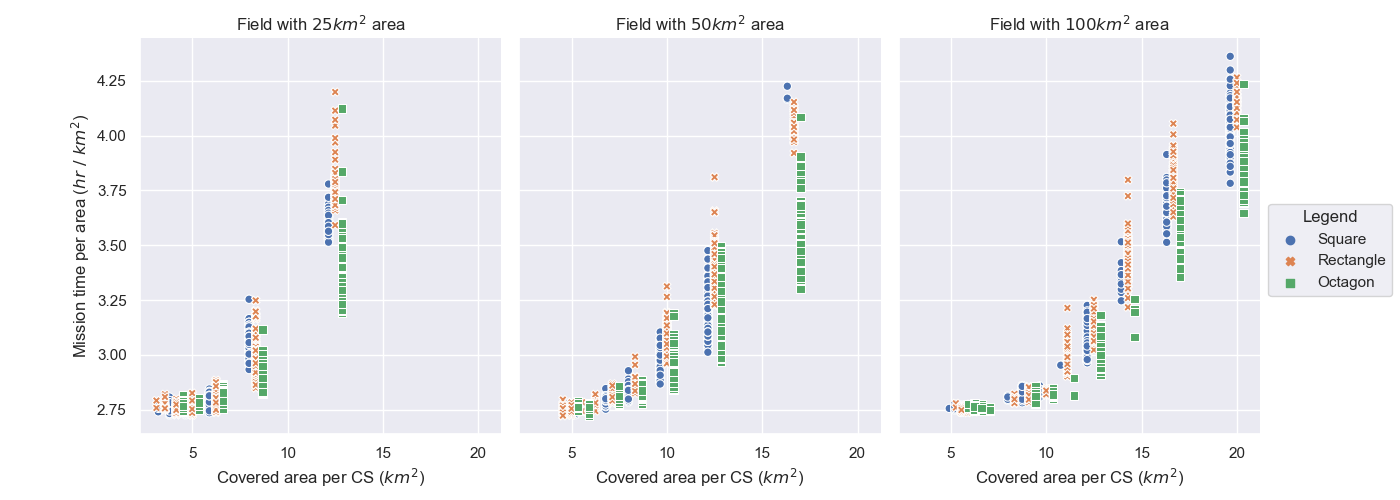 Field with 25km² area
Field with 50km² area
Field with 100km² area
Mission time per area (hr / km²)
4.25
4.00
3.75
3.50
3.25
3.00
2.75
5 10 15 20
5 10 15 20
5 10 15 20
Covered area per CS (km²)
Covered area per CS (km²)
Covered area per CS (km²)
Legend
Square
Rectangle
Octagon